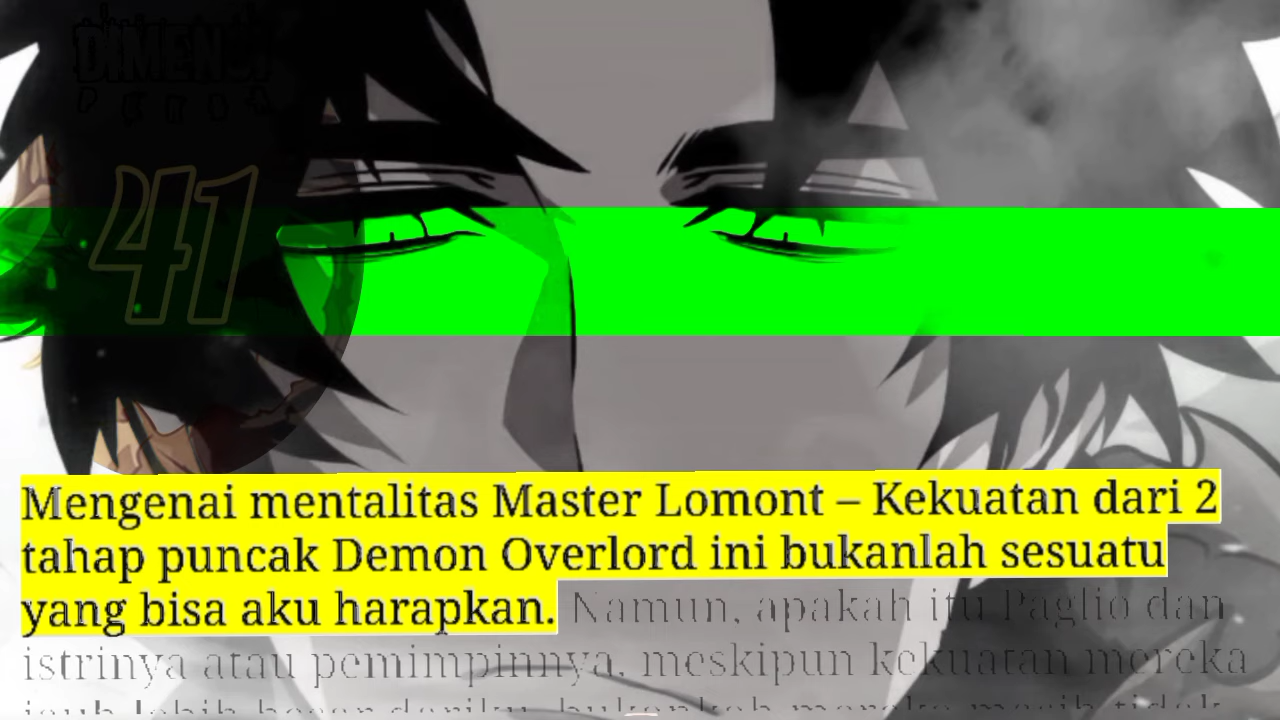 41
Mengenai mentalitas Master Lomont – Kekuatan dari 2
tahap puncak Demon Overlord ini bukanlah sesuatu
yang bisa aku harapkan. Namun, apakah itu Paglio dan
istrinya atau pemimpinnya, meskipun kekuatan mereka